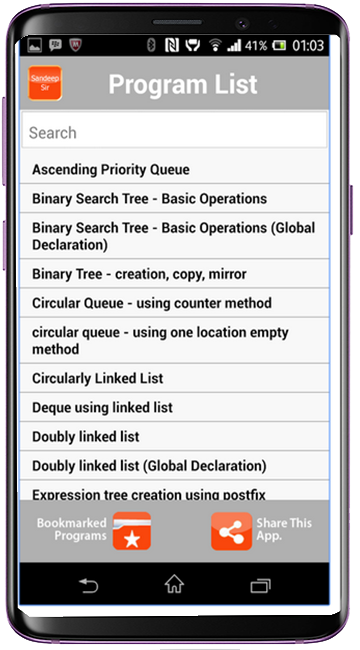 41% 01:03
Sandeep
Sir
Program List
Search
Ascending Priority Queue
Binary Search Tree - Basic Operations
Binary Search Tree - Basic Operations (Global
Declaration)
Binary Tree - creation, copy, mirror
Circular Queue - using counter method
circular queue - using one location empty
method
Circularly Linked List
Deque using linked list
Doubly linked list
Doubly linked list (Global Declaration)
Expression tree creation using postfix
Bookmarked
Programs
Share This
App.